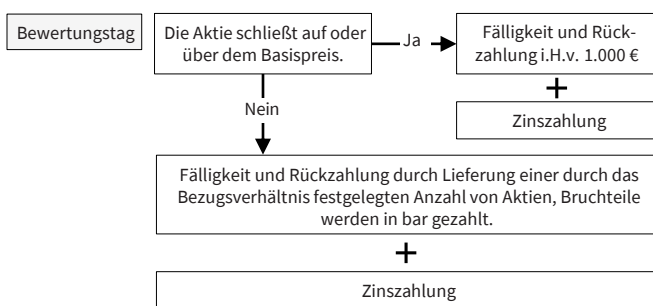 Bewertungstag
Die Aktie schließt auf oder
über dem Basispreis.
Ja
Fälligkeit und Rück-
zahlung i.H.v. 1.000 €
+
Zinszahlung
Nein
Fälligkeit und Rückzahlung durch Lieferung einer durch das
Bezugsverhältnis festgelegten Anzahl von Aktien, Bruchteile
werden in bar gezahlt.
+
Zinszahlung